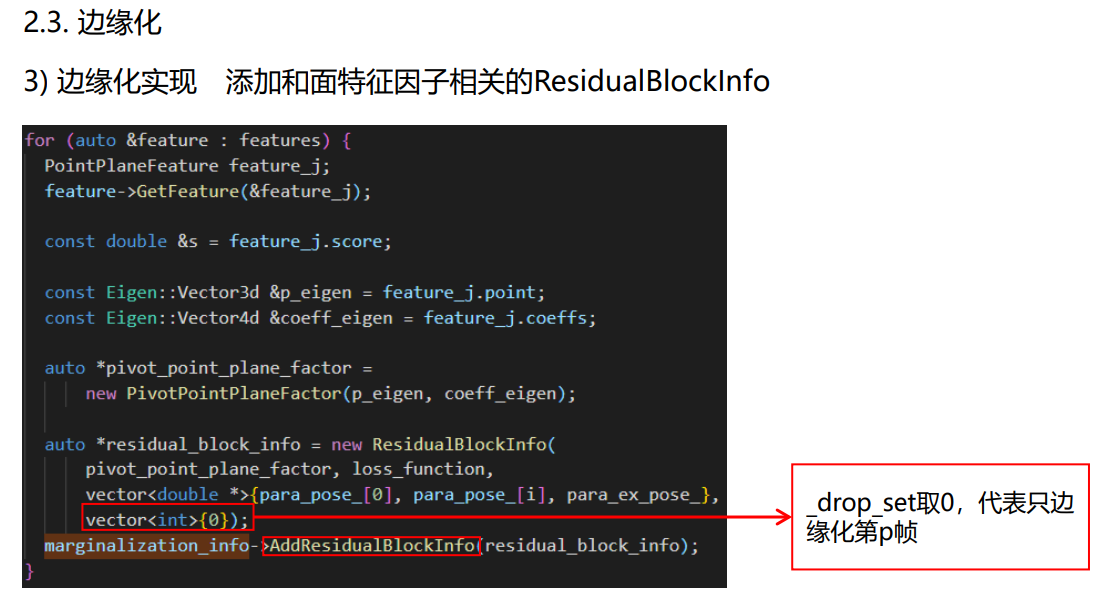 2.3. 边缘化
3) 边缘化实现 添加和面特征因子相关的ResidualBlockInfo
for (auto &feature : features) {
PointPlaneFeature feature_j;
feature->GetFeature(&feature_j);
const double &s = feature_j.score;
const Eigen::Vector3d &p_eigen = feature_j.point;
const Eigen::Vector4d &coeff_eigen = feature_j.coeffs;
auto *pivot_point_plane_factor =
new PivotPointPlaneFactor(p_eigen, coeff_eigen);
auto *residual_block_info = new ResidualBlockInfo(
pivot_point_plane_factor, loss_function,
vector<double *>{para_pose_[0], para_pose_[i], para_ex_pose_},
vector<int>{0});
marginalization_info->AddResidualBlockInfo(residual_block_info);
}
_drop_set取0，代表只边
缘化第p帧